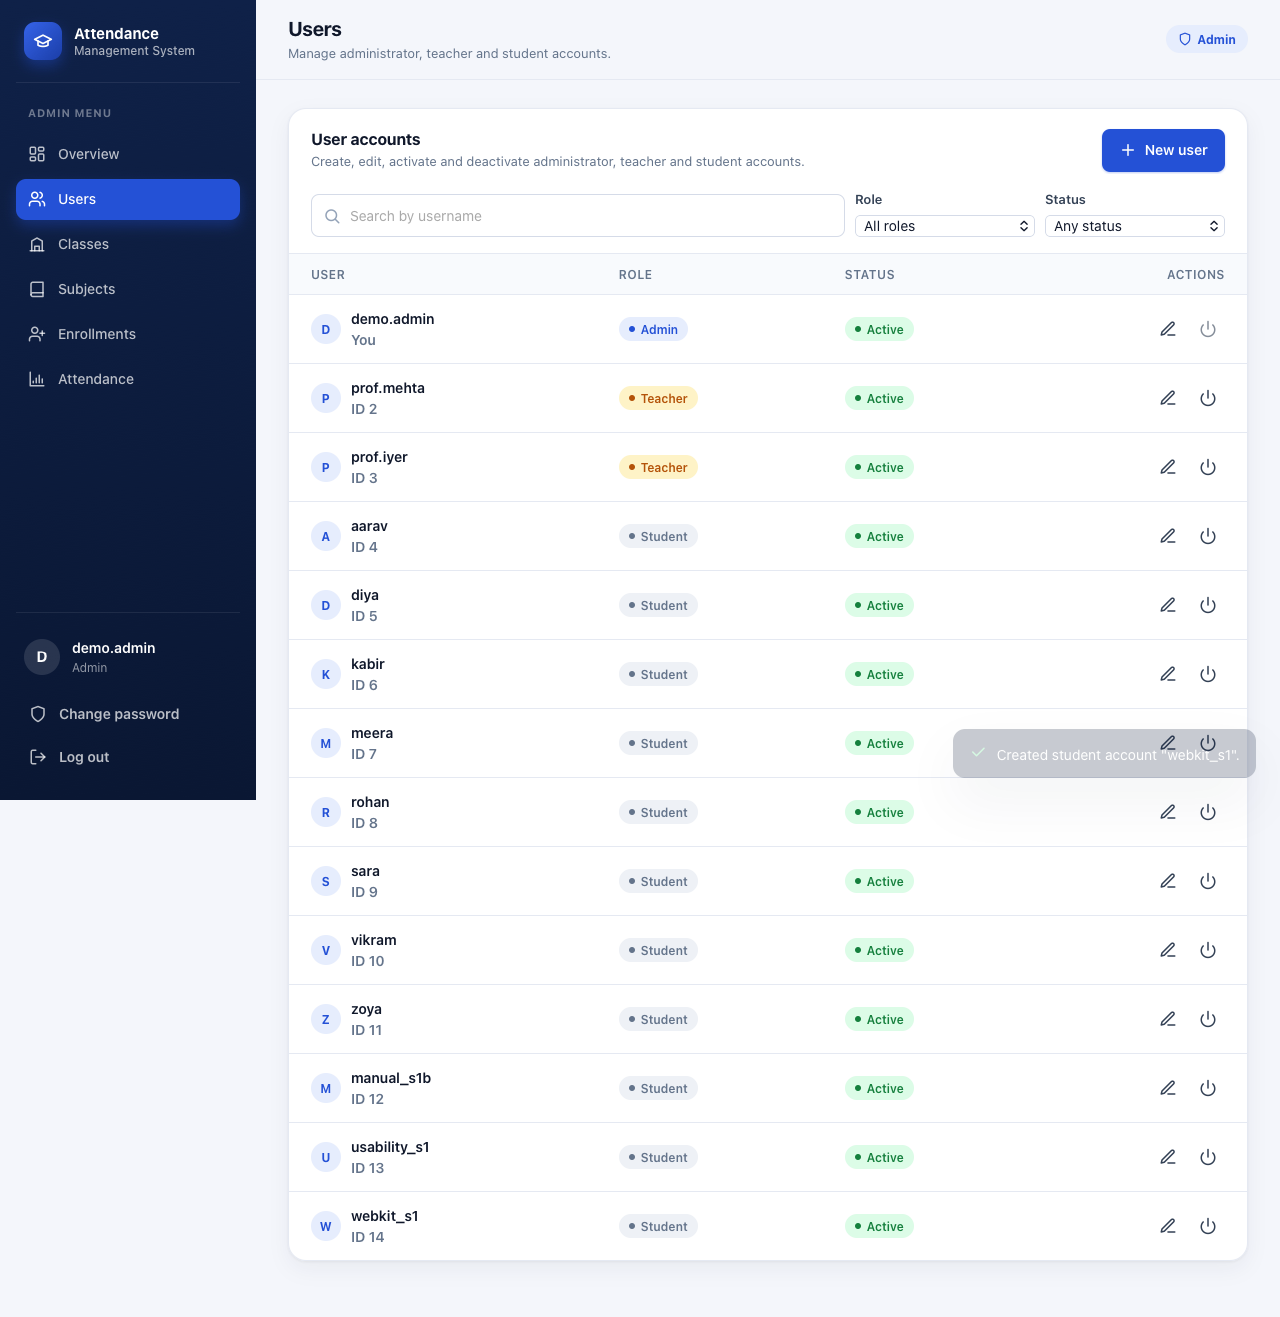 Attendance
Management System
ADMIN MENU
Overview
Users
Classes
Subjects
Enrollments
Attendance
D
demo.admin
Admin
Change password
Log out
Users
Manage administrator, teacher and student accounts.
Admin
User accounts
Create, edit, activate and deactivate administrator, teacher and student accounts.
New user
Search by username
Role
All roles
Status
Any status
USER ROLE STATUS ACTIONS
D demo.admin Admin Active
You
P prof.mehta Teacher Active
ID 2
P prof.iyer Teacher Active
ID 3
A aarav Student Active
ID 4
D diya Student Active
ID 5
K kabir Student Active
ID 6
M meera Student Active
ID 7
Created student account "webkit_s1".
R rohan Student Active
ID 8
S sara Student Active
ID 9
V vikram Student Active
ID 10
Z zoya Student Active
ID 11
M manual_s1b Student Active
ID 12
U usability_s1 Student Active
ID 13
W webkit_s1 Student Active
ID 14